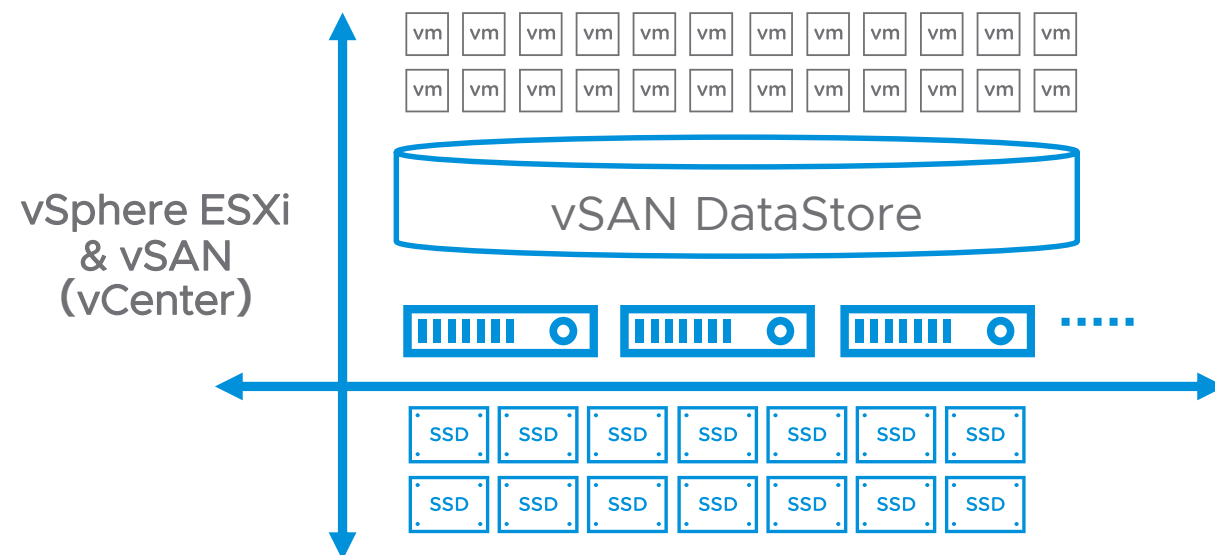 vm vm vm vm vm vm vm vm vm vm vm vm
vm vm vm vm vm vm vm vm vm vm vm vm
vSphere ESXi
& vSAN
(vCenter)
vSAN DataStore
SSD SSD SSD SSD SSD SSD SSD
SSD SSD SSD SSD SSD SSD SSD